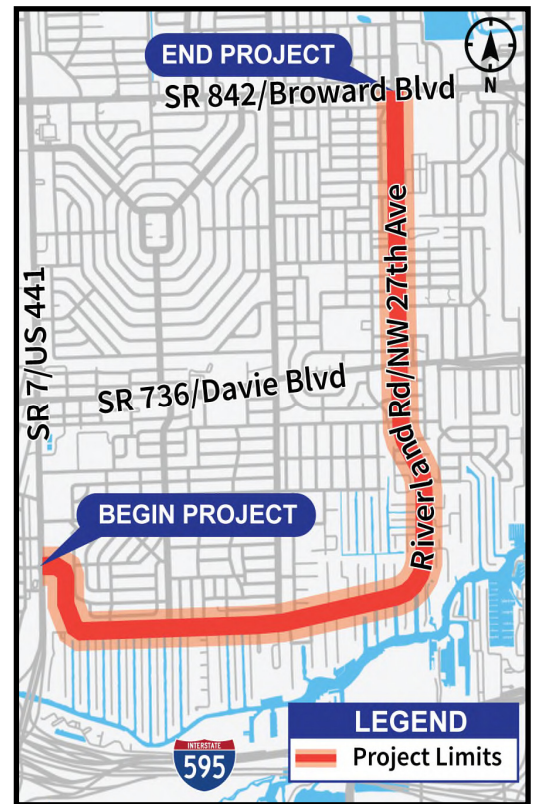 END PROJECT
N
SR 842/Broward Blvd
Riverland Rd/NW 27th Ave
SR 7/US 441
SR 736/Davie Blvd
BEGIN PROJECT
LEGEND
Project Limits
INTERSTATE
595